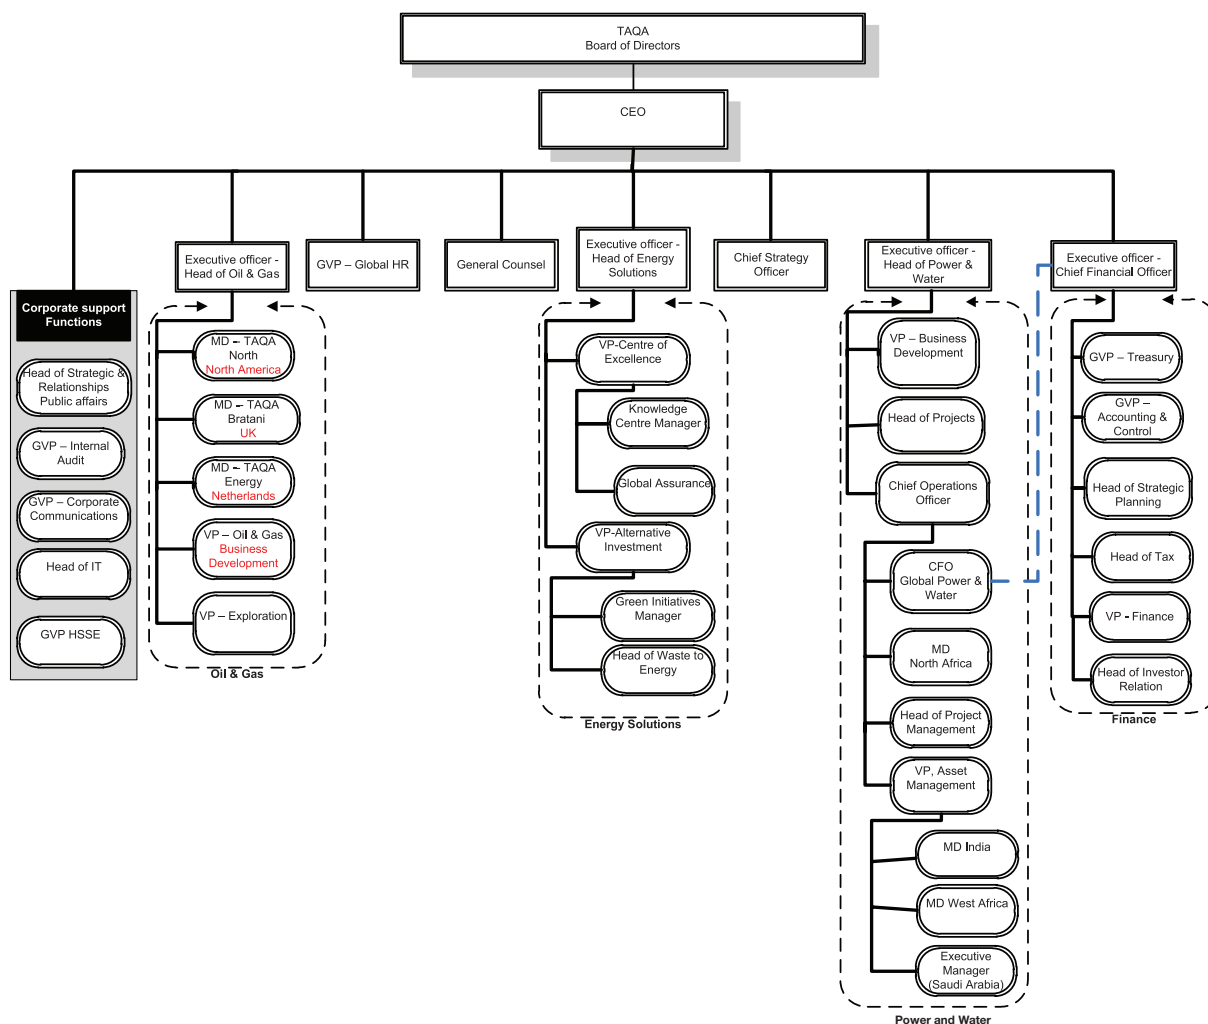 TAQA
Board of Directors
CEO
Executive officer -
Head of Oil & Gas
GVP – Global HR
General Counsel
Executive officer -
Head of Energy
Solutions
Chief Strategy
Officer
Executive officer -
Head of Power &
Water
Executive officer -
Chief Financial Officer
Corporate support
Functions
Head of Strategic &
Relationships
Public affairs
GVP – Internal
Audit
GVP – Corporate
Communications
Head of IT
GVP HSSE
MD – TAQA
North
North America
MD – TAQA
Bratani
UK
MD – TAQA
Energy
Netherlands
VP – Oil & Gas
Business
Development
VP – Exploration
Oil & Gas
VP-Centre of
Excellence
Knowledge
Centre Manager
Global Assurance
VP-Alternative
Investment
Green Initiatives
Manager
Head of Waste to
Energy
Energy Solutions
VP – Business
Development
Head of Projects
Chief Operations
Officer
CFO
Global Power &
Water
MD
North Africa
Head of Project
Management
VP, Asset
Management
MD India
MD West Africa
Executive
Manager
(Saudi Arabia)
Power and Water
GVP – Treasury
GVP –
Accounting &
Control
Head of Strategic
Planning
Head of Tax
VP - Finance
Head of Investor
Relation
Finance